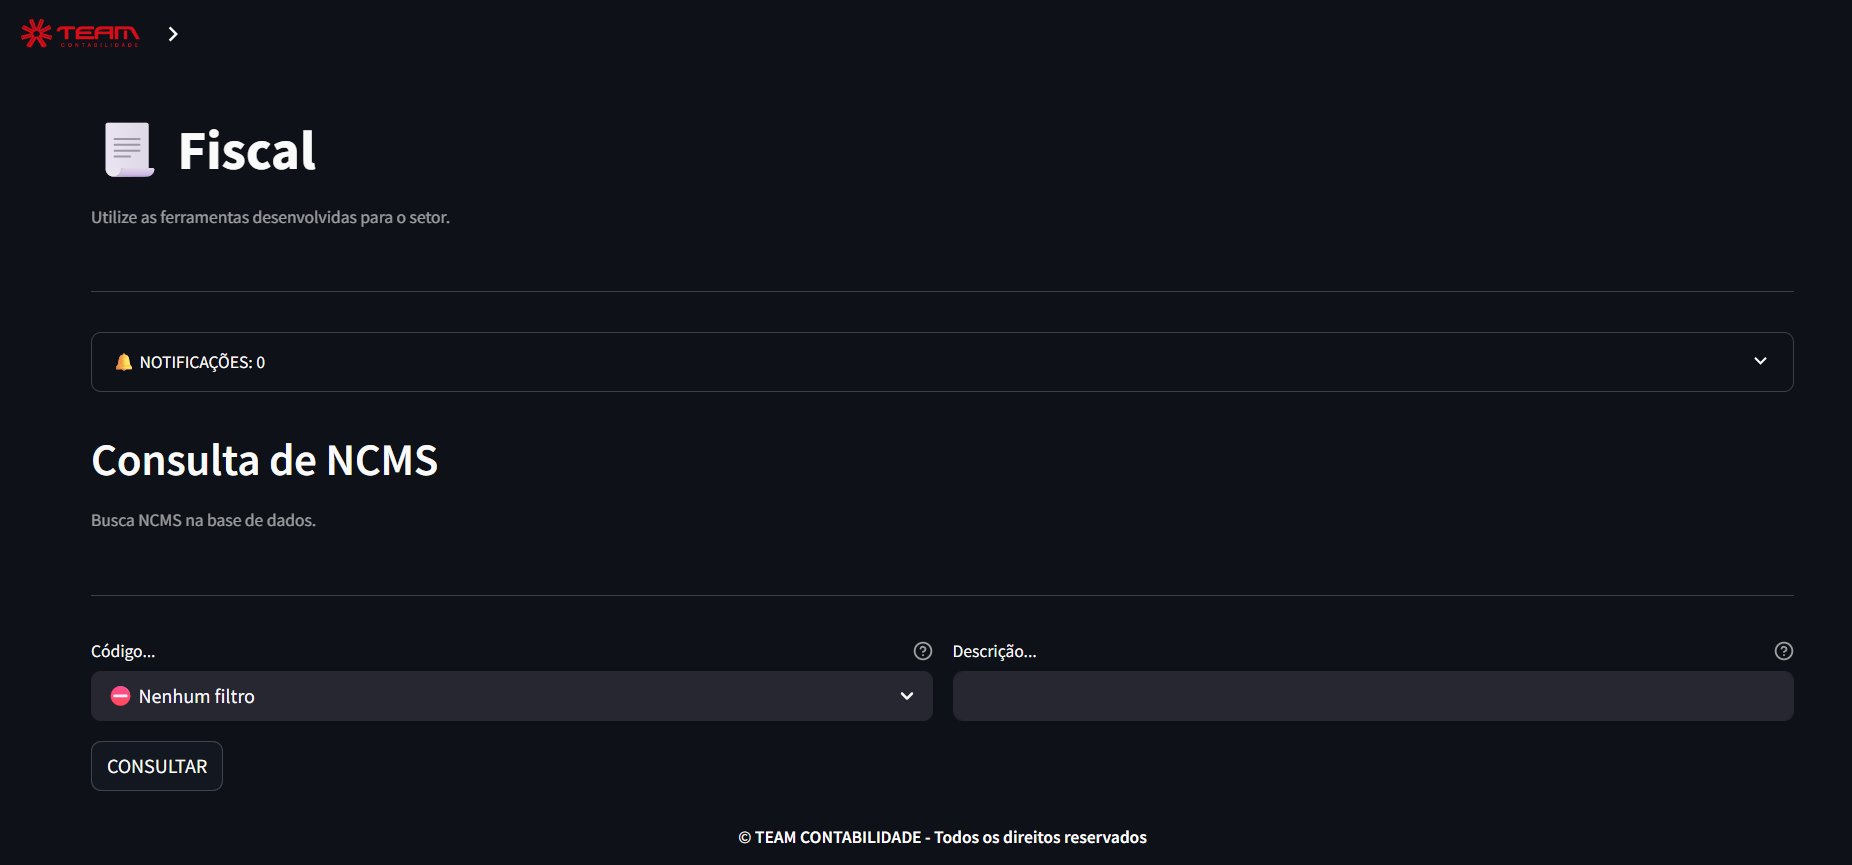 TEAM
CONTABILIDADE
Fiscal
Utilize as ferramentas desenvolvidas para o setor.
NOTIFICAÇÕES: 0
Consulta de NCMS
Busca NCMS na base de dados.
Código...
Descrição...
Nenhum filtro
CONSULTAR
© TEAM CONTABILIDADE - Todos os direitos reservados